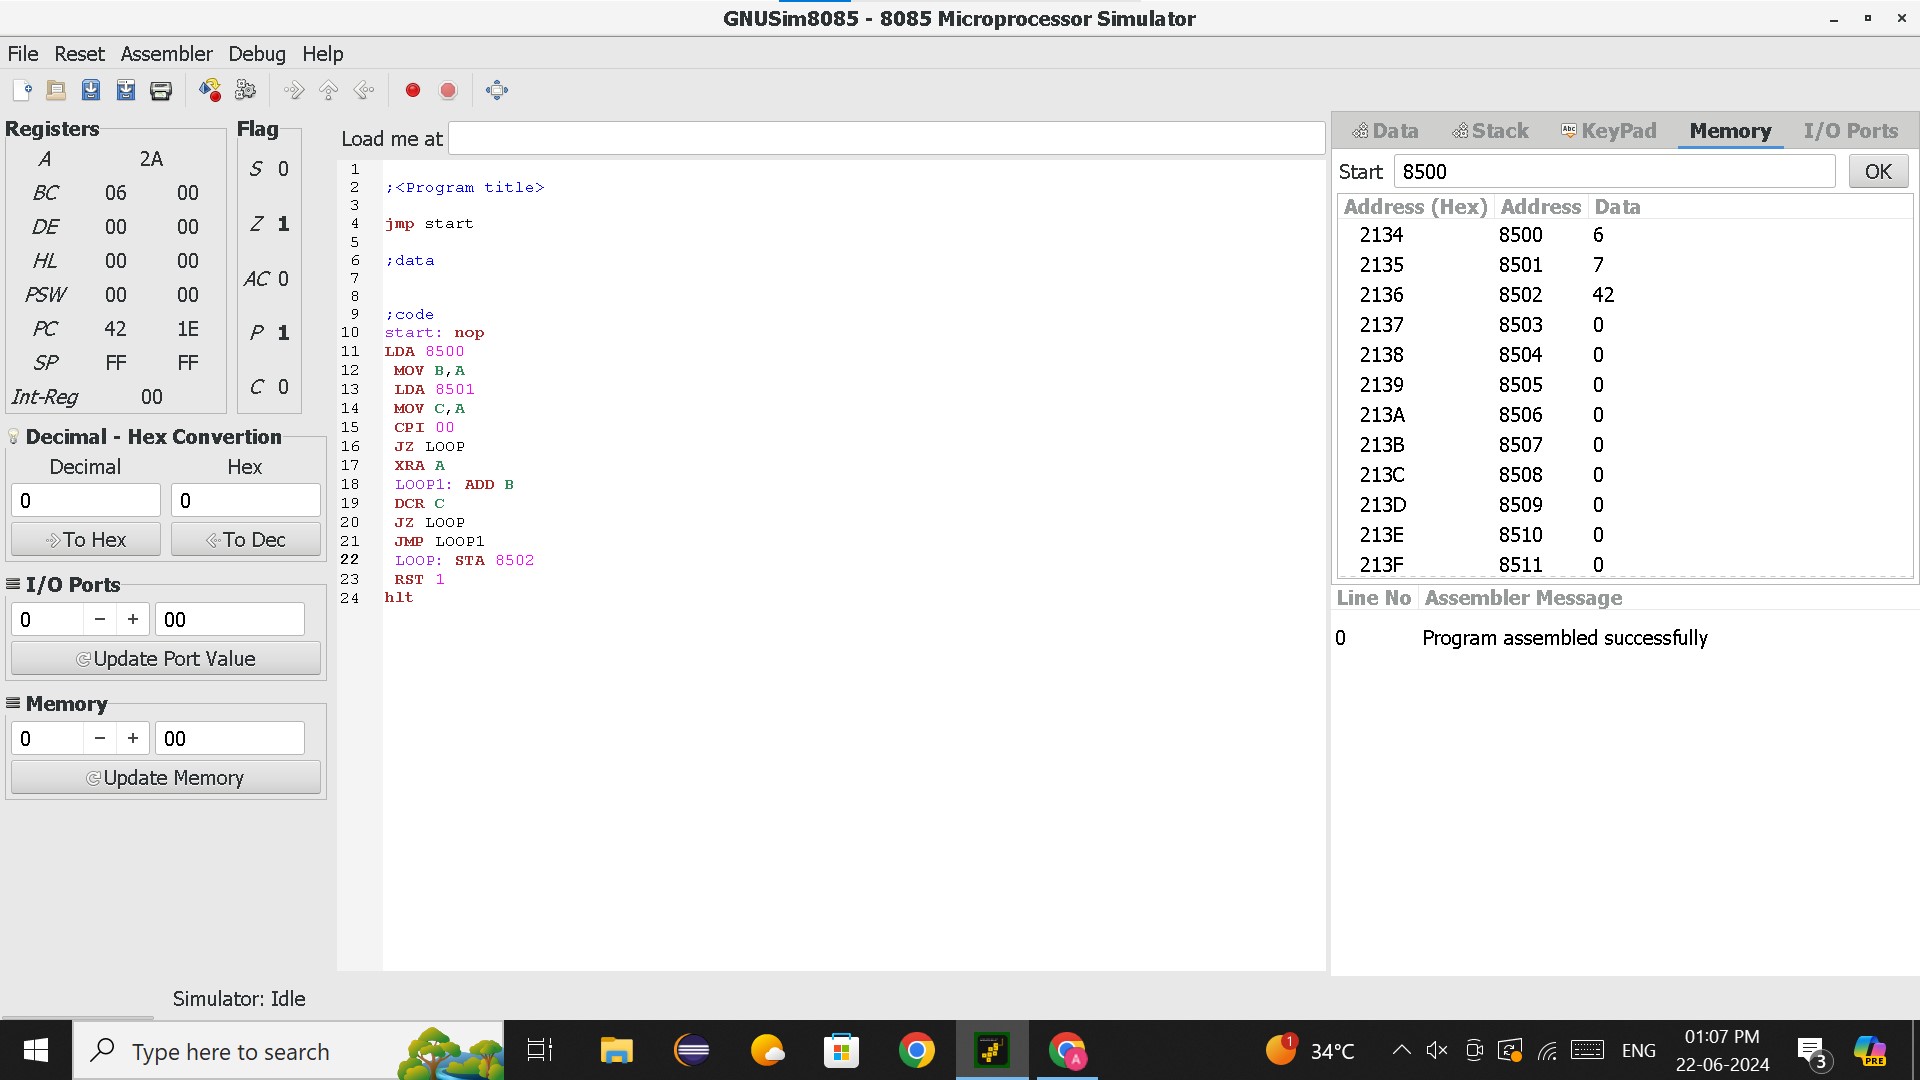 GNUSim8085 - 8085 Microprocessor Simulator
File Reset Assembler Debug Help
Registers
A 2A
BC 06 00
DE 00 00
HL 00 00
PSW 00 00
PC 42 1E
SP FF FF
Int-Reg 00
Flag
S 0
Z 1
AC 0
P 1
C 0
Decimal - Hex Convertion
Decimal Hex
0 0
To Hex To Dec
I/O Ports
0 − + 00
Update Port Value
Memory
0 − + 00
Update Memory
Load me at
1
2 ;<Program title>
3
4 jmp start
5
6 ;data
7
8
9 ;code
10 start: nop
11 LDA 8500
12 MOV B,A
13 LDA 8501
14 MOV C,A
15 CPI 00
16 JZ LOOP
17 XRA A
18 LOOP1: ADD B
19 DCR C
20 JZ LOOP
21 JMP LOOP1
22 LOOP: STA 8502
23 RST 1
24 hlt
Data Stack Abc KeyPad Memory I/O Ports
Start 8500 OK
Address (Hex) Address Data
2134 8500 6
2135 8501 7
2136 8502 42
2137 8503 0
2138 8504 0
2139 8505 0
213A 8506 0
213B 8507 0
213C 8508 0
213D 8509 0
213E 8510 0
213F 8511 0
Line No Assembler Message
0 Program assembled successfully
Simulator: Idle
Type here to search
A
1 34°C
ENG
01:07 PM
22-06-2024
3
PRE